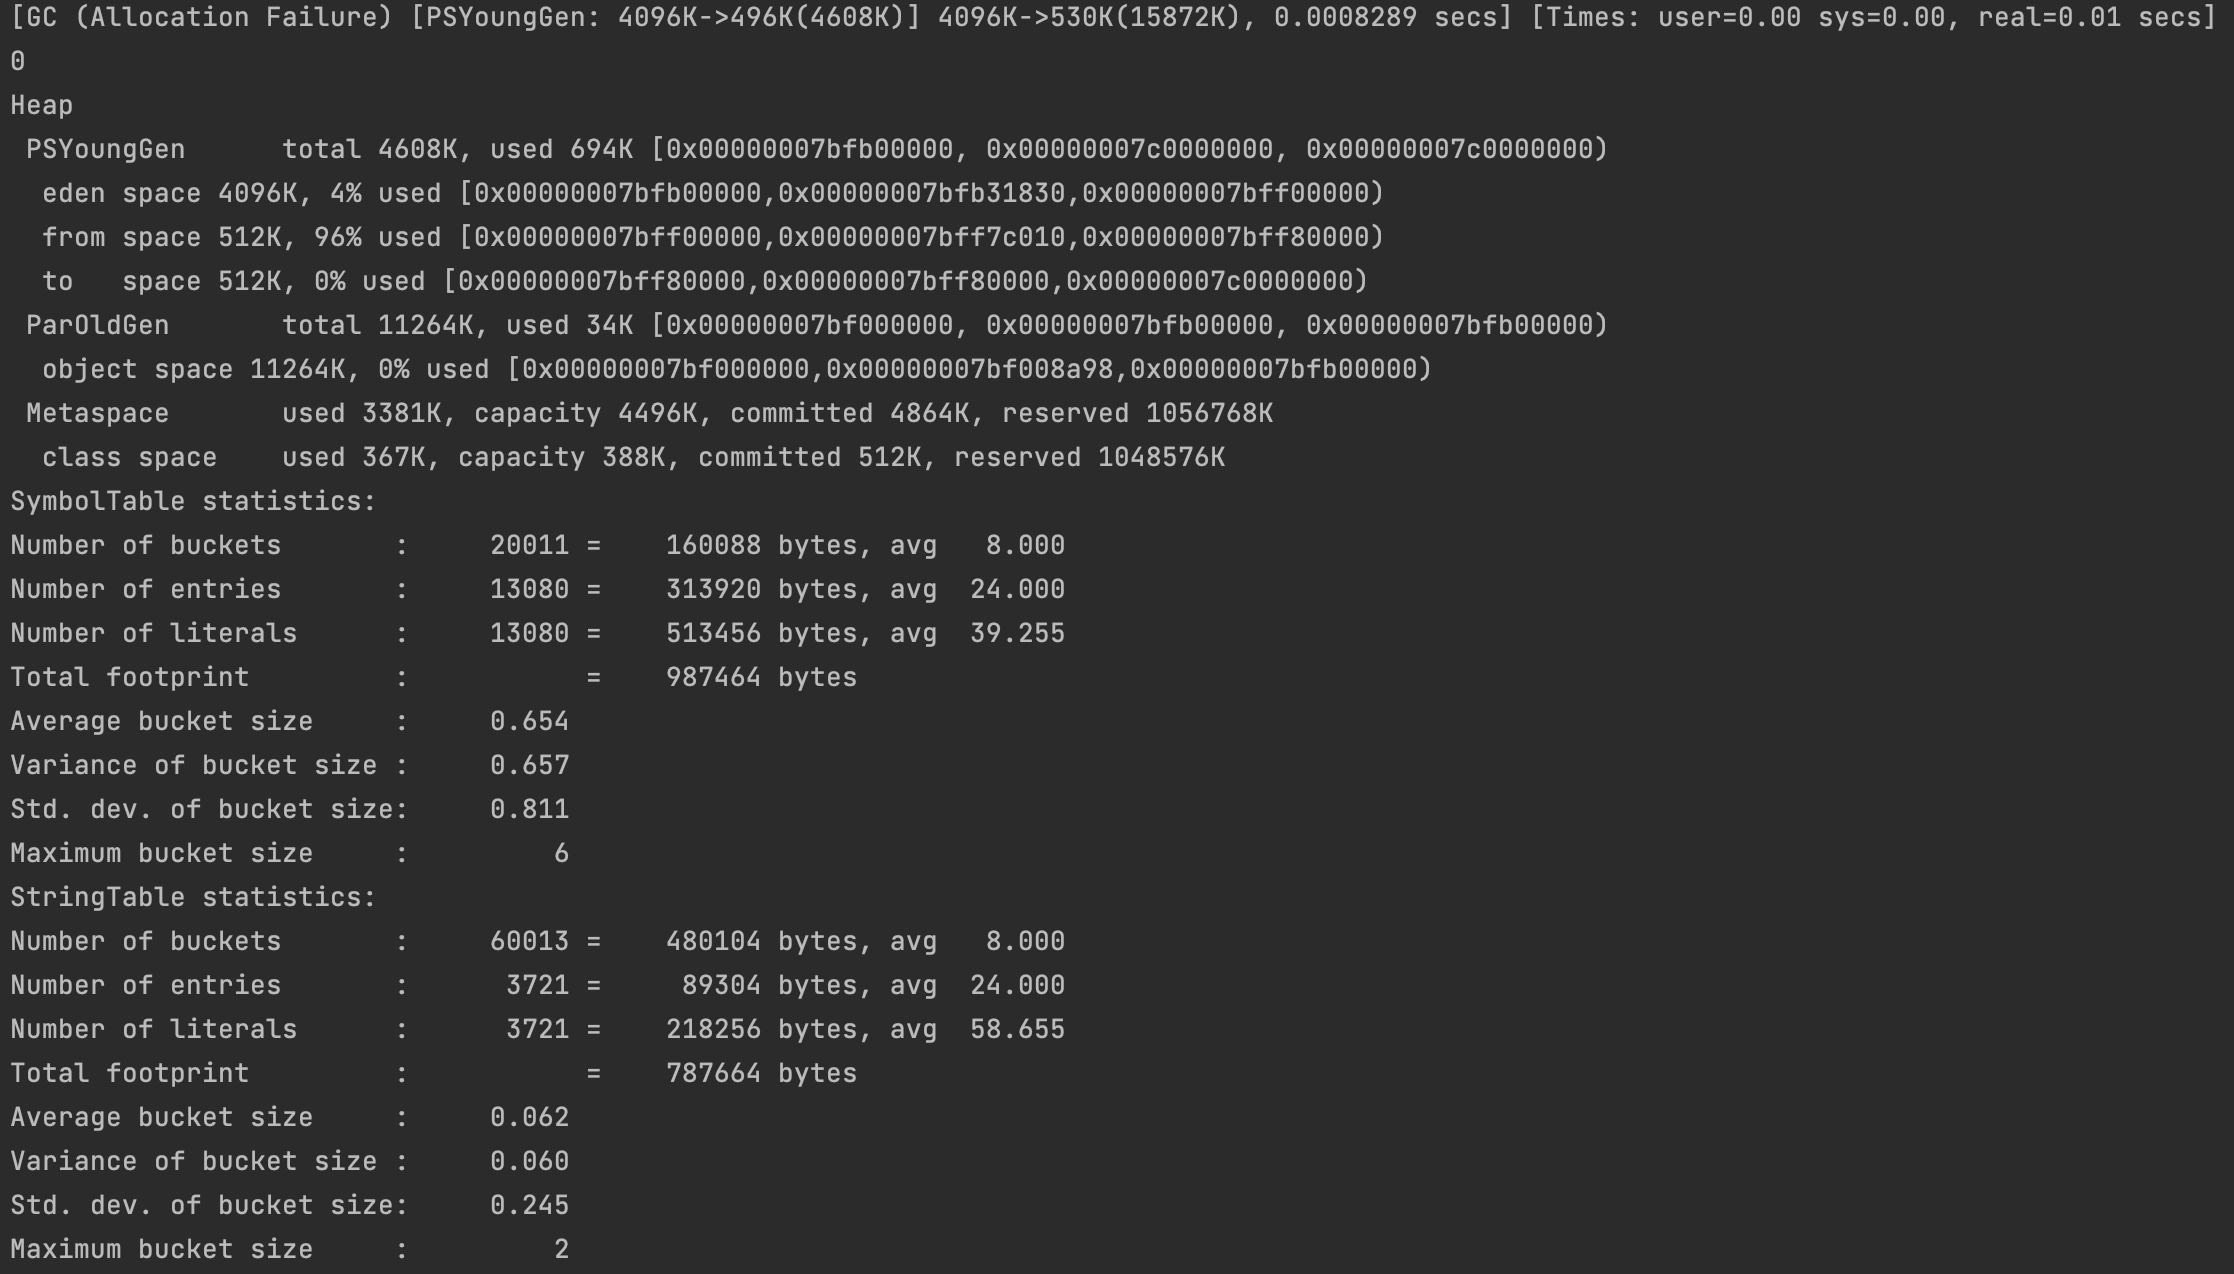 [GC (Allocation Failure) [PSYoungGen: 4096K->496K(4608K)] 4096K->530K(15872K), 0.0008289 secs] [Times: user=0.00 sys=0.00, real=0.01 secs]
0
Heap
 PSYoungGen      total 4608K, used 694K [0x00000007bfb00000, 0x00000007c0000000, 0x00000007c0000000)
  eden space 4096K, 4% used [0x00000007bfb00000,0x00000007bfb31830,0x00000007bff00000)
  from space 512K, 96% used [0x00000007bff00000,0x00000007bff7c010,0x00000007bff80000)
  to   space 512K, 0% used [0x00000007bff80000,0x00000007bff80000,0x00000007c0000000)
 ParOldGen       total 11264K, used 34K [0x00000007bf000000, 0x00000007bfb00000, 0x00000007bfb00000)
  object space 11264K, 0% used [0x00000007bf000000,0x00000007bf008a98,0x00000007bfb00000)
 Metaspace       used 3381K, capacity 4496K, committed 4864K, reserved 1056768K
  class space    used 367K, capacity 388K, committed 512K, reserved 1048576K
SymbolTable statistics:
Number of buckets       :     20011 =    160088 bytes, avg   8.000
Number of entries       :     13080 =    313920 bytes, avg  24.000
Number of literals      :     13080 =    513456 bytes, avg  39.255
Total footprint         :           =    987464 bytes
Average bucket size     :     0.654
Variance of bucket size :     0.657
Std. dev. of bucket size:     0.811
Maximum bucket size     :         6
StringTable statistics:
Number of buckets       :     60013 =    480104 bytes, avg   8.000
Number of entries       :      3721 =     89304 bytes, avg  24.000
Number of literals      :      3721 =    218256 bytes, avg  58.655
Total footprint         :           =    787664 bytes
Average bucket size     :     0.062
Variance of bucket size :     0.060
Std. dev. of bucket size:     0.245
Maximum bucket size     :         2